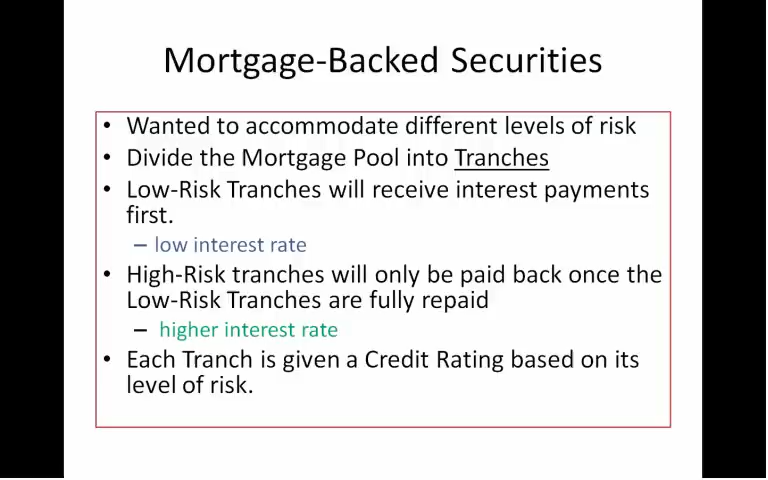 Mortgage-Backed Securities
• Wanted to accommodate different levels of risk
• Divide the Mortgage Pool into Tranches
• Low-Risk Tranches will receive interest payments
first.
– low interest rate
• High-Risk tranches will only be paid back once the
Low-Risk Tranches are fully repaid
– higher interest rate
• Each Tranch is given a Credit Rating based on its
level of risk.